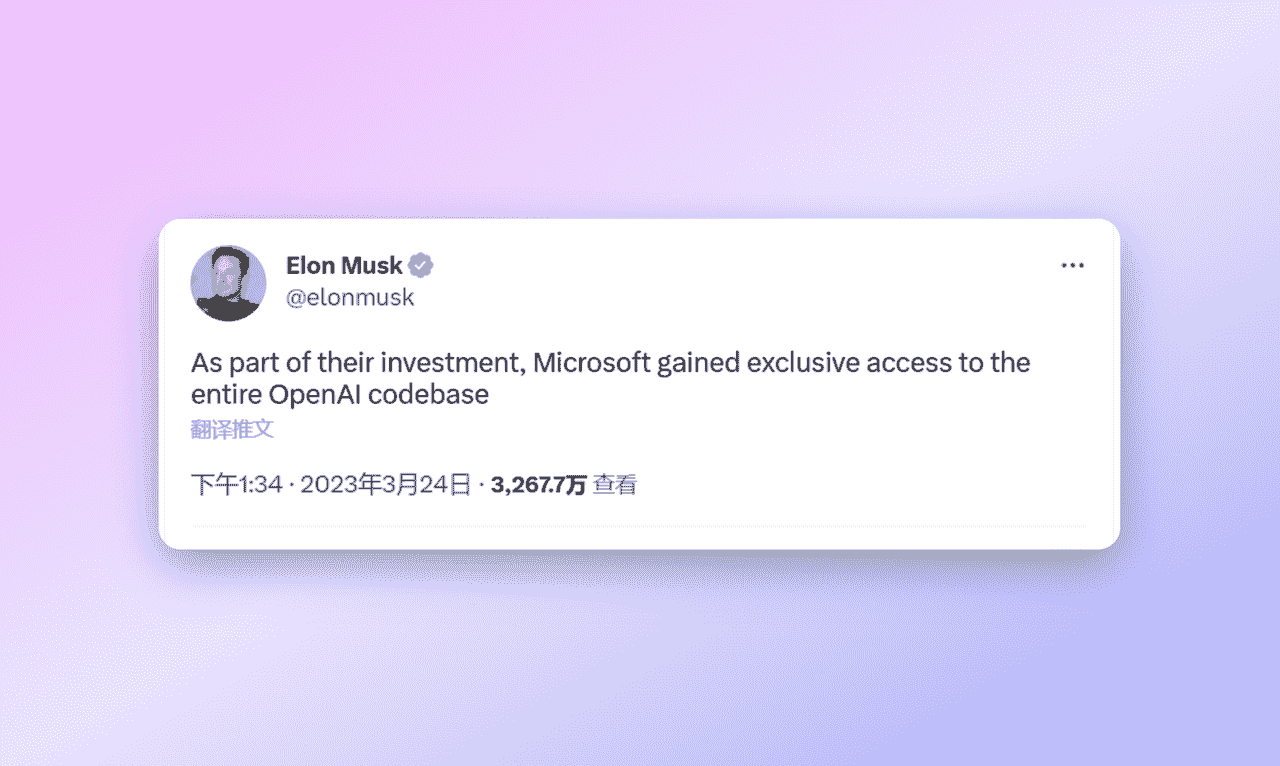 Elon Musk
@elonmusk
As part of their investment, Microsoft gained exclusive access to the
entire OpenAI codebase
翻译推文
下午1:34 · 2023年3月24日 · 3,267.7万 查看